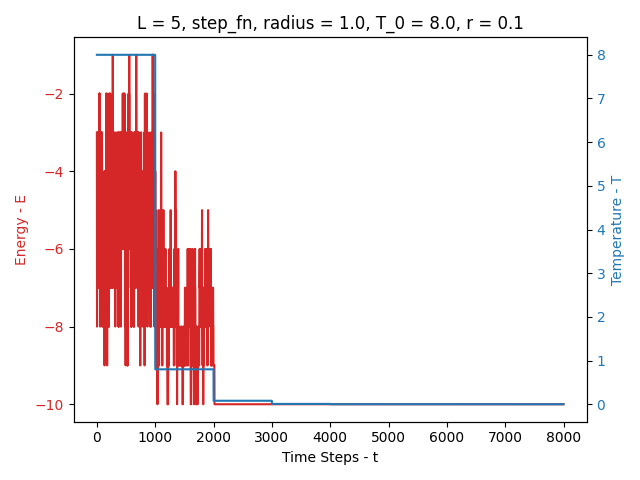 L = 5, step_fn, radius = 1.0, T_0 = 8.0, r = 0.1
−2
−4
−6
−8
−10
Energy - E
8
7
6
5
4
3
2
1
0
Temperature - T
0 1000 2000 3000 4000 5000 6000 7000 8000
Time Steps - t